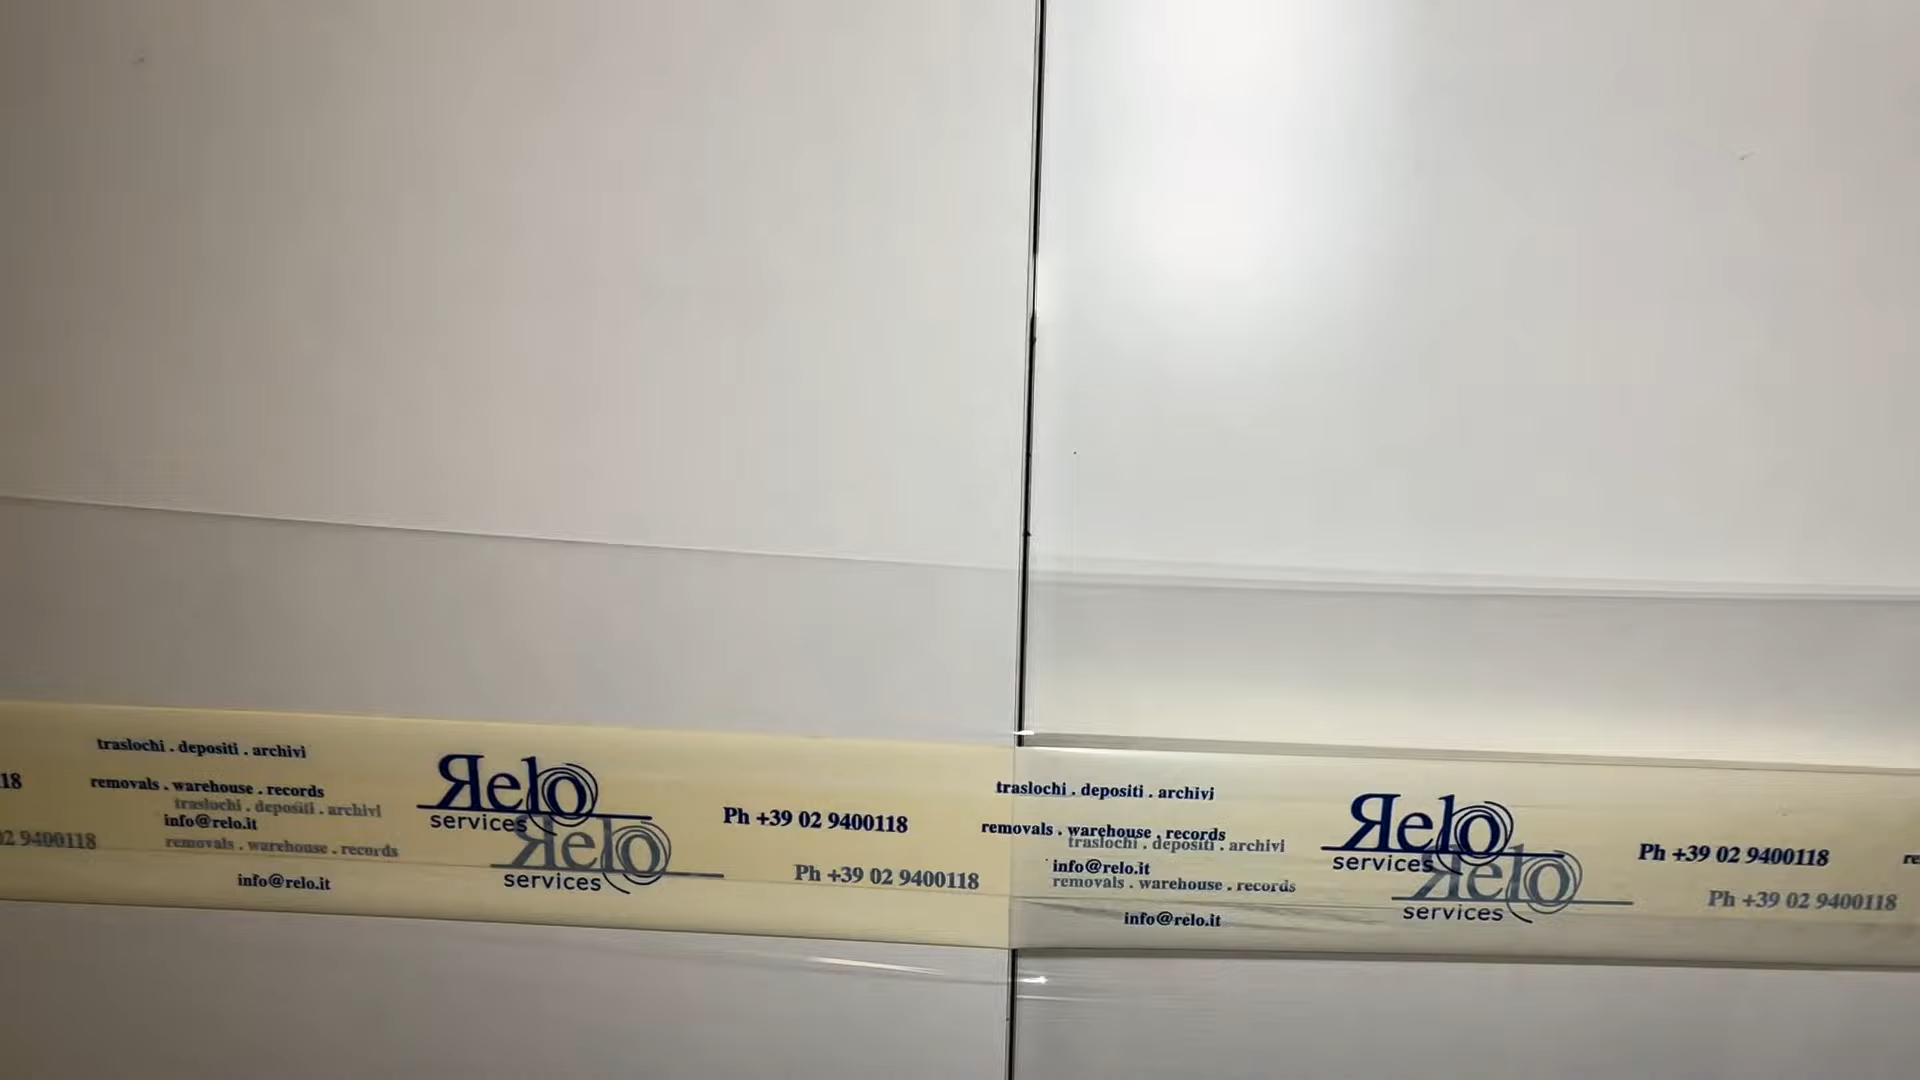 traslochi . depositi . archivi
removals . warehouse . records
traslochi . depositi . archivi
info@relo.it
removals . warehouse . records
info@relo.it
18
02 9400118
Relo
services
Relo
services
Ph +39 02 9400118
Ph +39 02 9400118
traslochi . depositi . archivi
removals . warehouse . records
traslochi . depositi . archivi
info@relo.it
removals . warehouse . records
info@relo.it
Relo
services
Relo
services
Ph +39 02 9400118
Ph +39 02 9400118
re